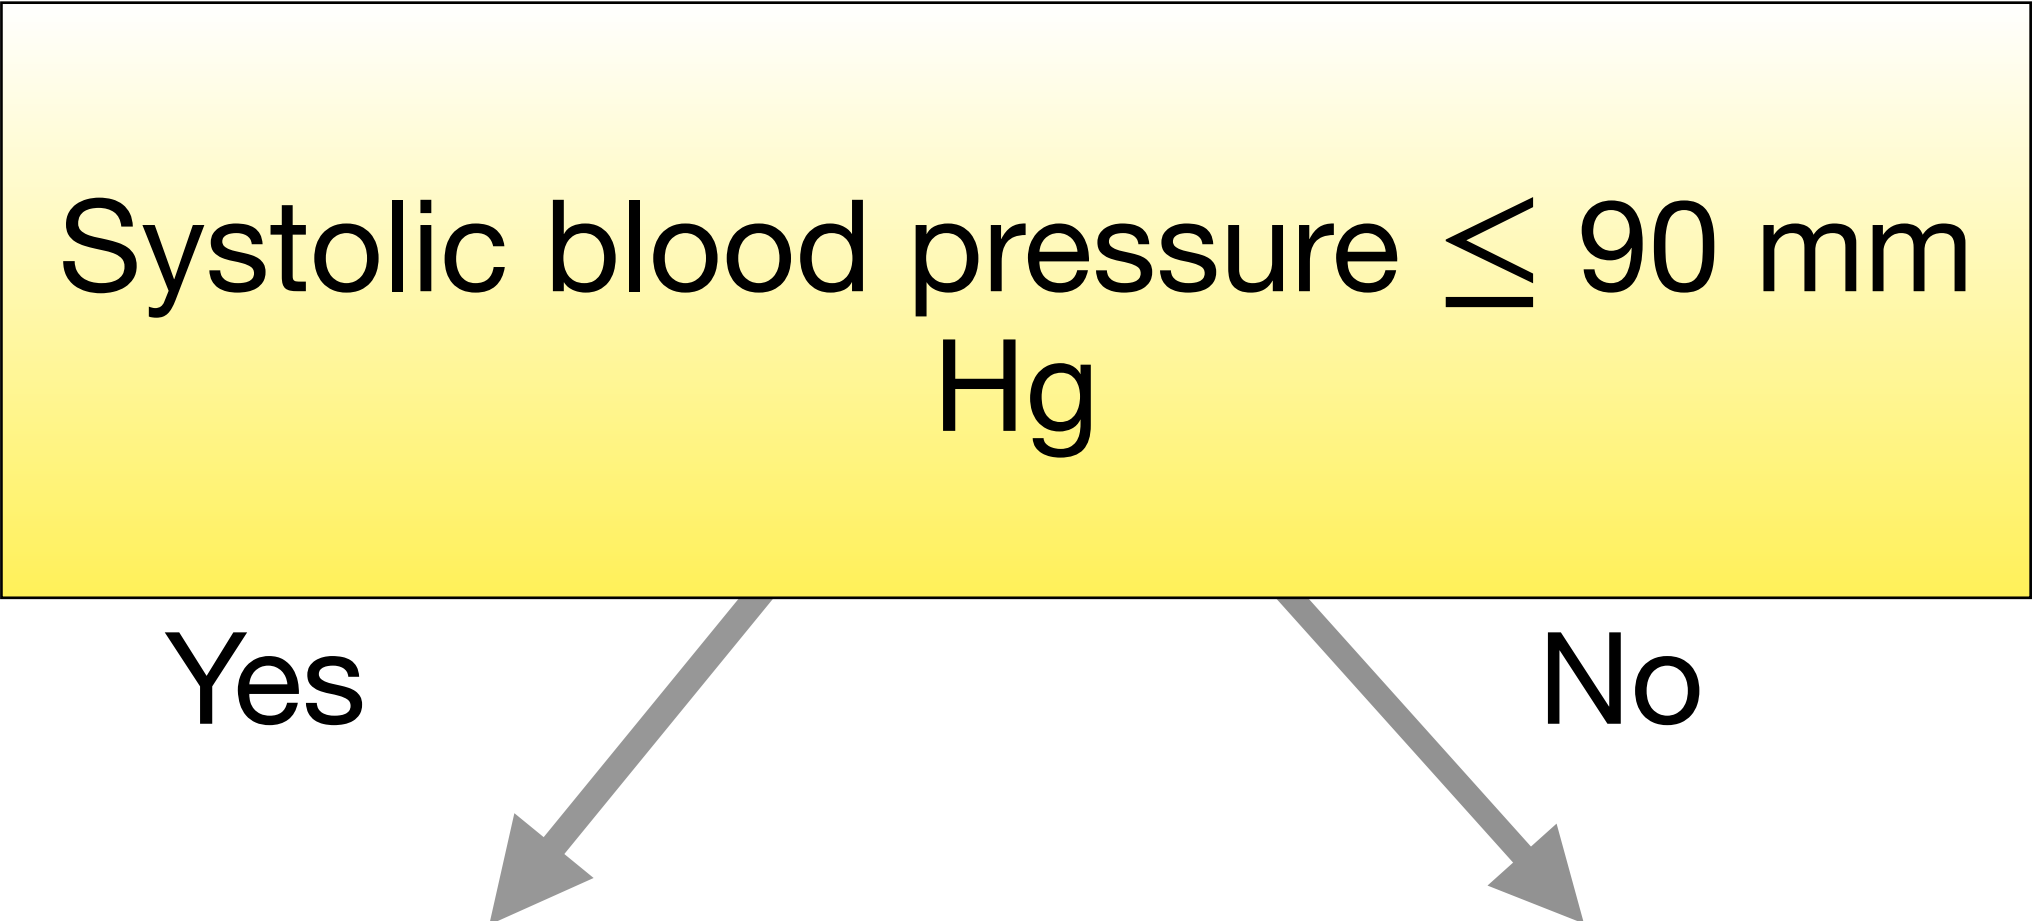 Systolic blood pressure ≤ 90 mm
Hg
Yes
No